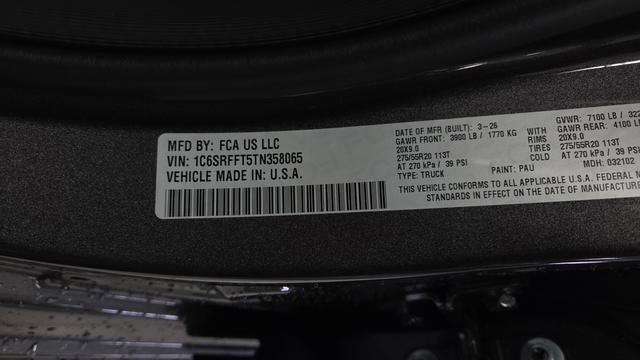 MFD BY: FCA US LLC
VIN: 1C6SRFFT5TN358065
VEHICLE MADE IN: U.S.A.
DATE OF MFR (BUILT): 3-26
GAWR FRONT: 3900 LB / 1770 KG
20X9.0
275/55R20 113T
AT 270 kPa / 39 PSI
TYPE: TRUCK
WITH TIRES
RIMS
GVWR: 7100 LB / 322
GAWR REAR: 4100 L
20X9.0
275/55R20 113T
AT 270 kPa / 39 PSI
MDH: 032102
PAINT: PAU
THIS VEHICLE CONFORMS TO ALL APPLICABLE U.S.A. FEDERAL
STANDARDS IN EFFECT ON THE DATE OF MANUFACTUR